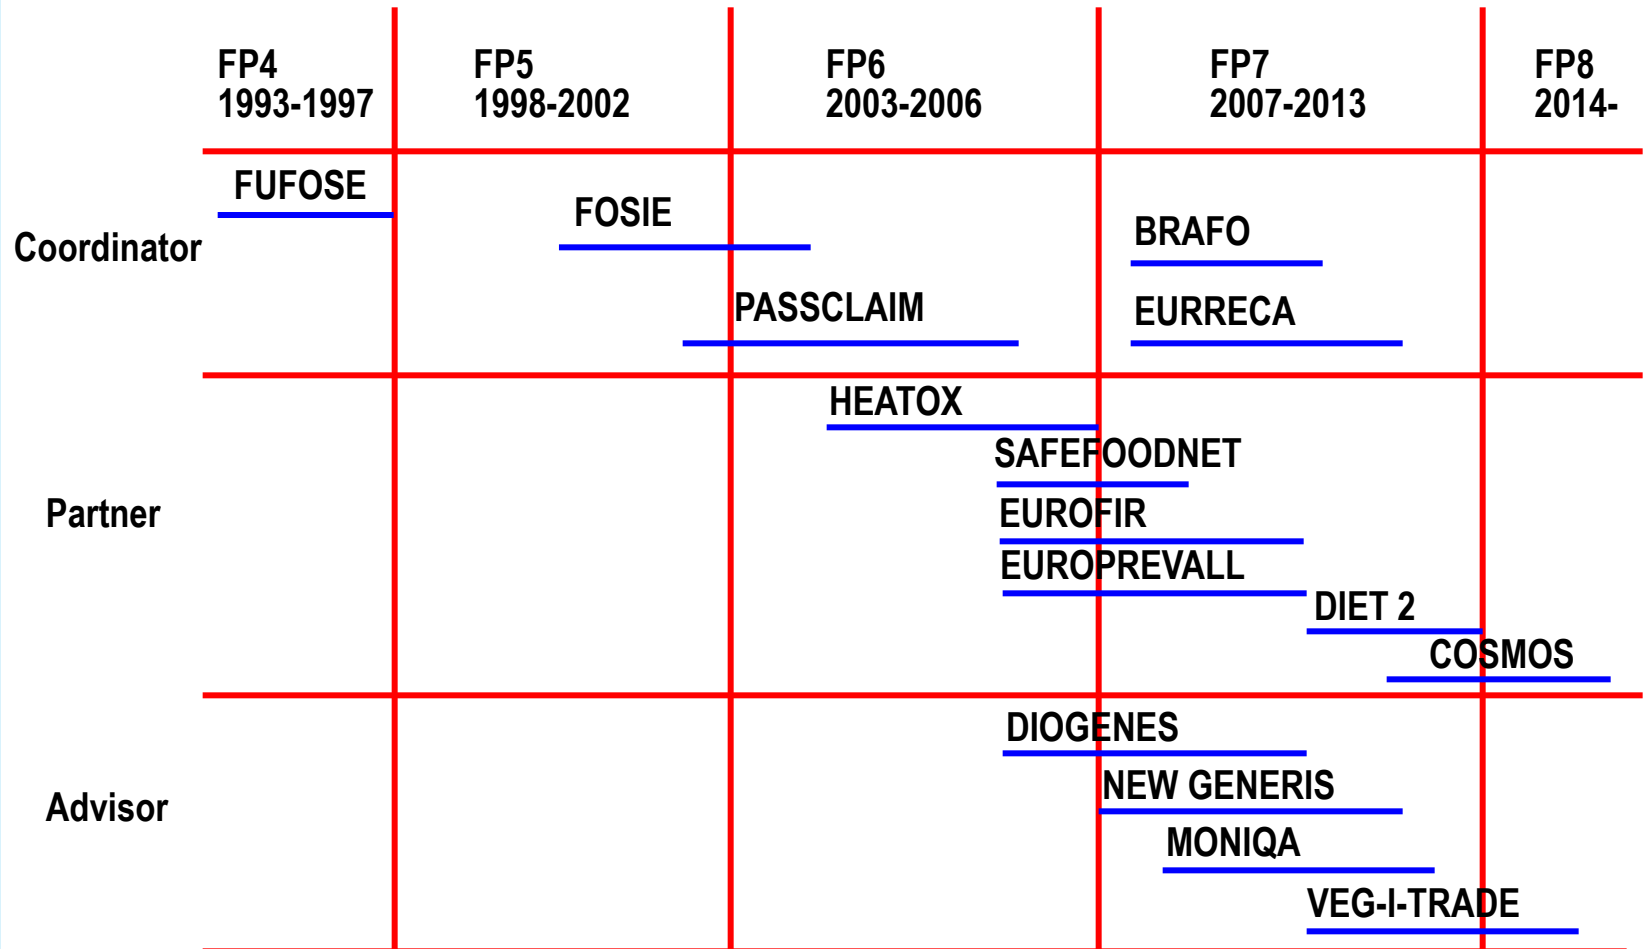 FP4
1993-1997
FP5
1998-2002
FP6
2003-2006
FP7
2007-2013
FP8
2014-
Coordinator
FUFOSE
FOSIE
PASSCLAIM
BRAFO
EURRECA
Partner
HEATOX
SAFEFOODNET
EUROFIR
EUROPREVALL
DIET 2
COSMOS
Advisor
DIOGENES
NEW GENERIS
MONIQA
VEG-I-TRADE